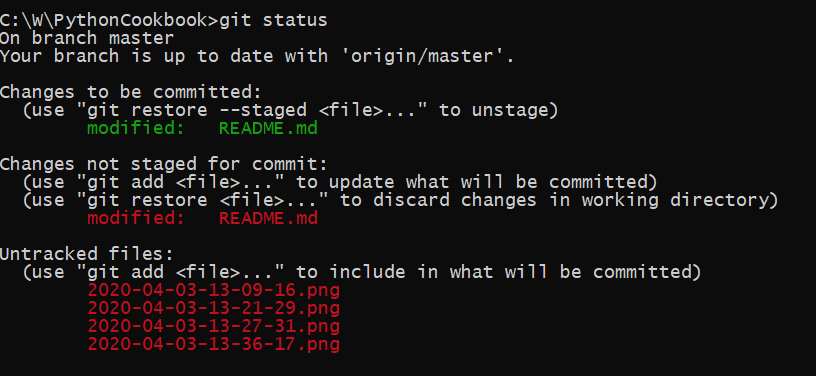 C:\W\PythonCookbook>git status
On branch master
Your branch is up to date with 'origin/master'.
Changes to be committed:
(use "git restore --staged <file>..." to unstage)
modified: README.md
Changes not staged for commit:
(use "git add <file>..." to update what will be committed)
(use "git restore <file>..." to discard changes in working directory)
modified: README.md
Untracked files:
(use "git add <file>..." to include in what will be committed)
2020-04-03-13-09-16.png
2020-04-03-13-21-29.png
2020-04-03-13-27-31.png
2020-04-03-13-36-17.png